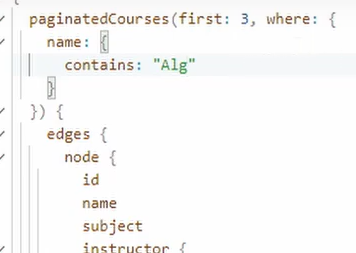 paginatedCourses(first: 3, where: {
name: {
contains: "Alg"
}
}) {
edges {
node {
id
name
subject
instructor {